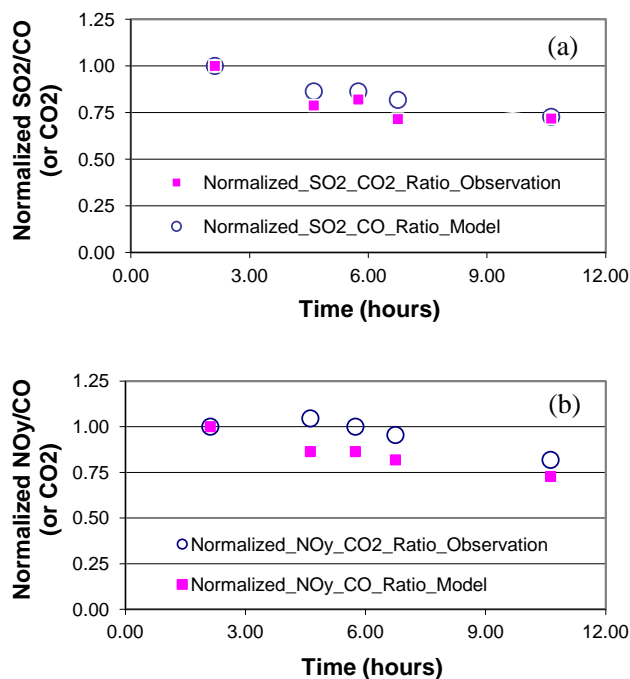 Normalized SO2/CO
(or CO2)
1.25
1.00
0.75
0.50
0.25
0.00
(a)
Normalized_SO2_CO2_Ratio_Observation
Normalized_SO2_CO_Ratio_Model
0.00 3.00 6.00 9.00 12.00
Time (hours)
Normalized NOy/CO
(or CO2)
1.25
1.00
0.75
0.50
0.25
0.00
(b)
Normalized_NOy_CO2_Ratio_Observation
Normalized_NOy_CO_Ratio_Model
0.00 3.00 6.00 9.00 12.00
Time (hours)